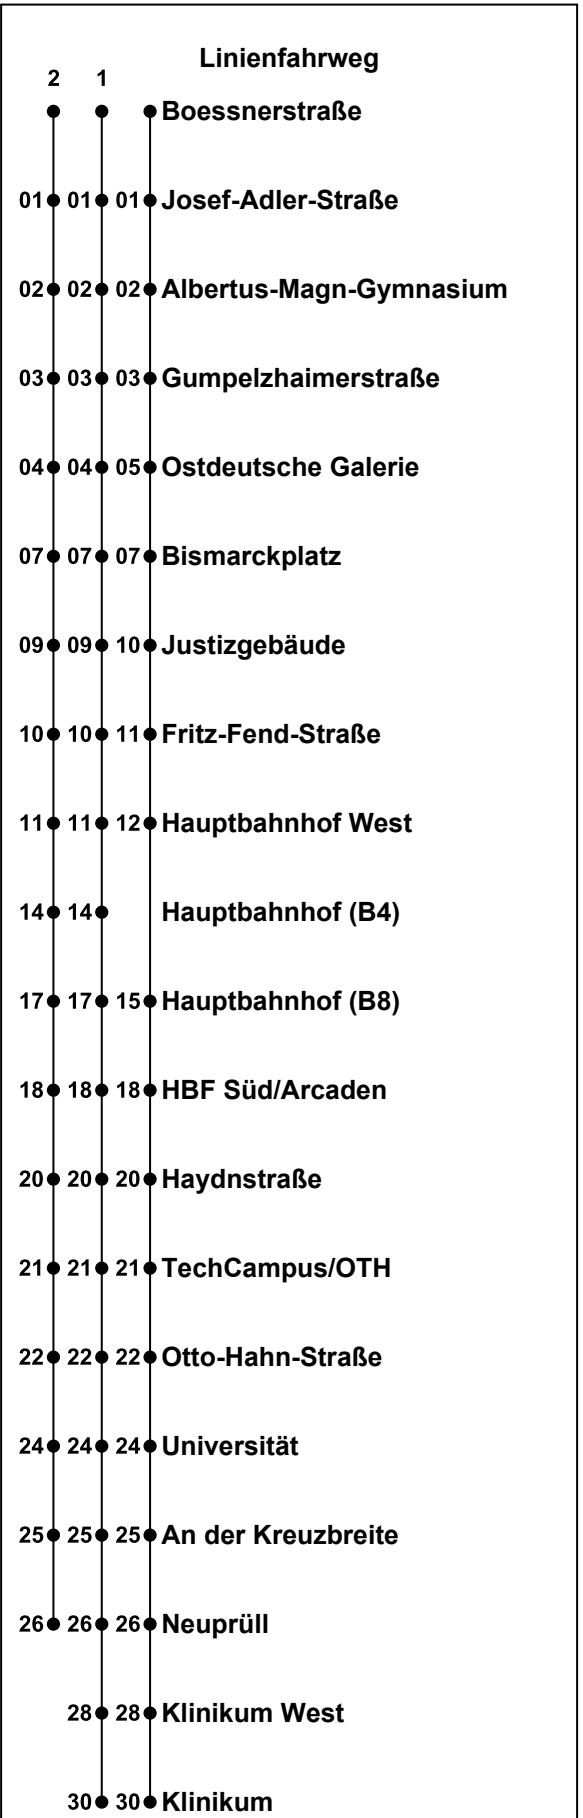 Linienfahrweg
2 1
Boessnerstraße
01 01 01 Josef-Adler-Straße
02 02 02 Albertus-Magn-Gymnasium
03 03 03 Gumpelzhaimerstraße
04 04 05 Ostdeutsche Galerie
07 07 07 Bismarckplatz
09 09 10 Justizgebäude
10 10 11 Fritz-Fend-Straße
11 11 12 Hauptbahnhof West
14 14 Hauptbahnhof (B4)
17 17 15 Hauptbahnhof (B8)
18 18 18 HBF Süd/Arcaden
20 20 20 Haydnstraße
21 21 21 TechCampus/OTH
22 22 22 Otto-Hahn-Straße
24 24 24 Universität
25 25 25 An der Kreuzbreite
26 26 26 Neuprüll
28 28 Klinikum West
30 30 Klinikum